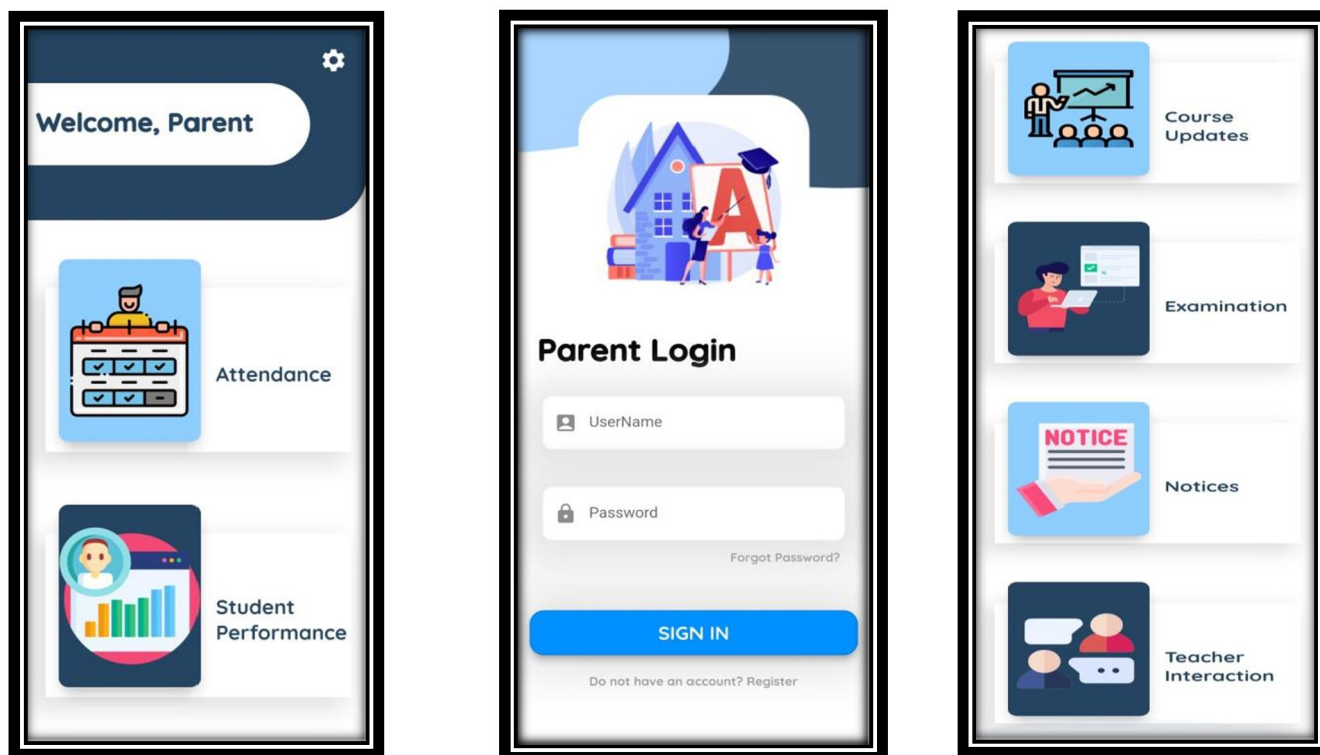 Welcome, Parent
Attendance
Student
Performance
A
Parent Login
UserName
Password
Forgot Password?
SIGN IN
Do not have an account? Register
Course
Updates
Examination
NOTICE
Notices
Teacher
Interaction